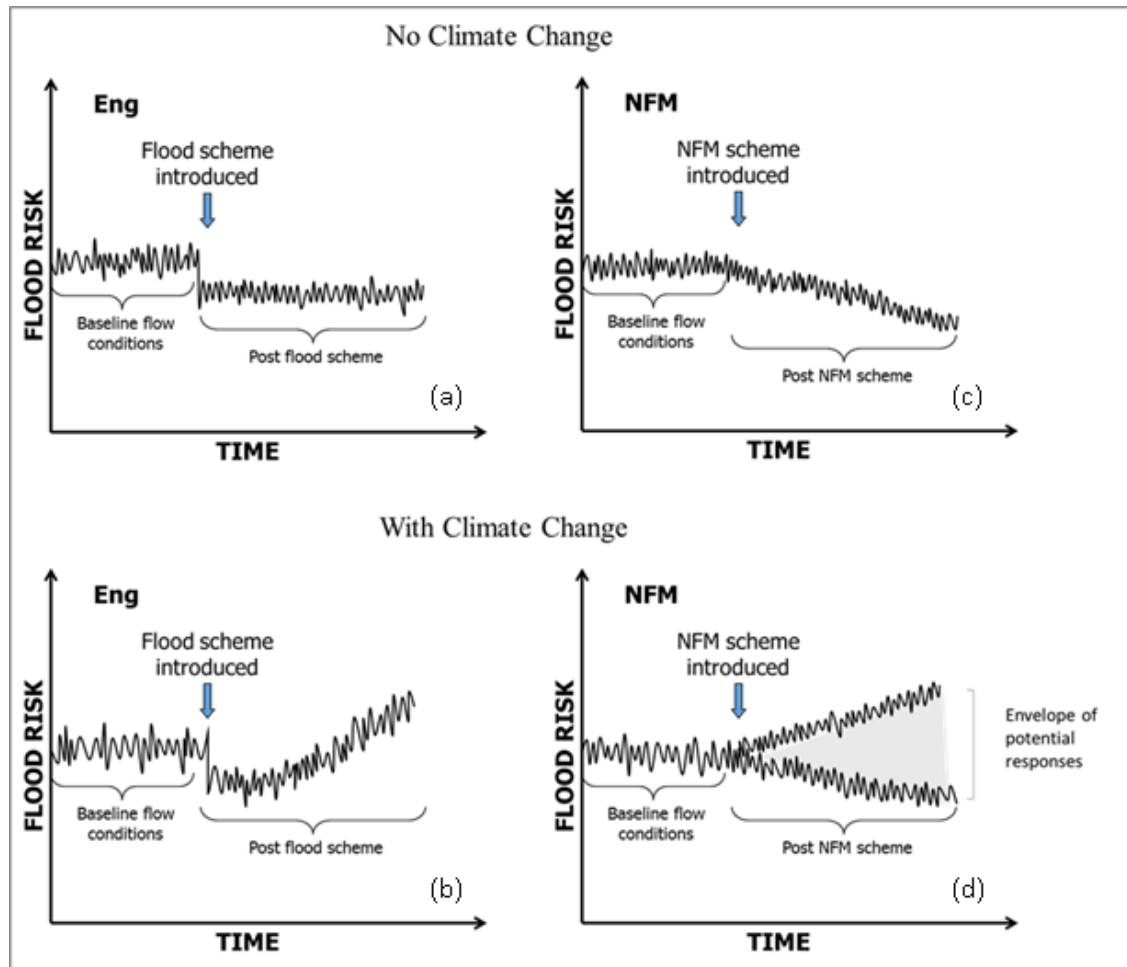 No Climate Change
Eng
Flood scheme
introduced
FLOOD RISK
Baseline flow
conditions
Post flood scheme
(a)
TIME
NFM
NFM scheme
introduced
FLOOD RISK
Baseline flow
conditions
Post NFM scheme
(c)
TIME
With Climate Change
Eng
Flood scheme
introduced
FLOOD RISK
Baseline flow
conditions
Post flood scheme
(b)
TIME
NFM
NFM scheme
introduced
FLOOD RISK
Envelope of
potential
responses
Baseline flow
conditions
Post NFM scheme
(d)
TIME